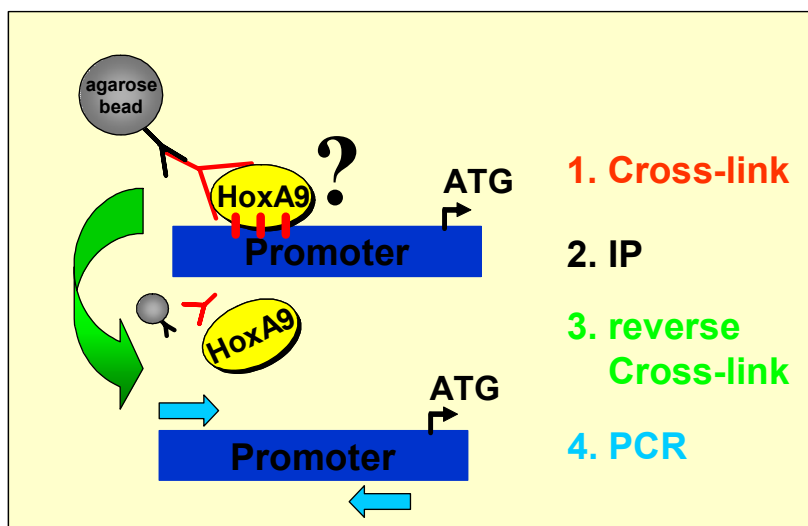 agarose
bead
HoxA9
?
ATG
Promoter
HoxA9
ATG
Promoter
1. Cross-link
2. IP
3. reverse
Cross-link
4. PCR